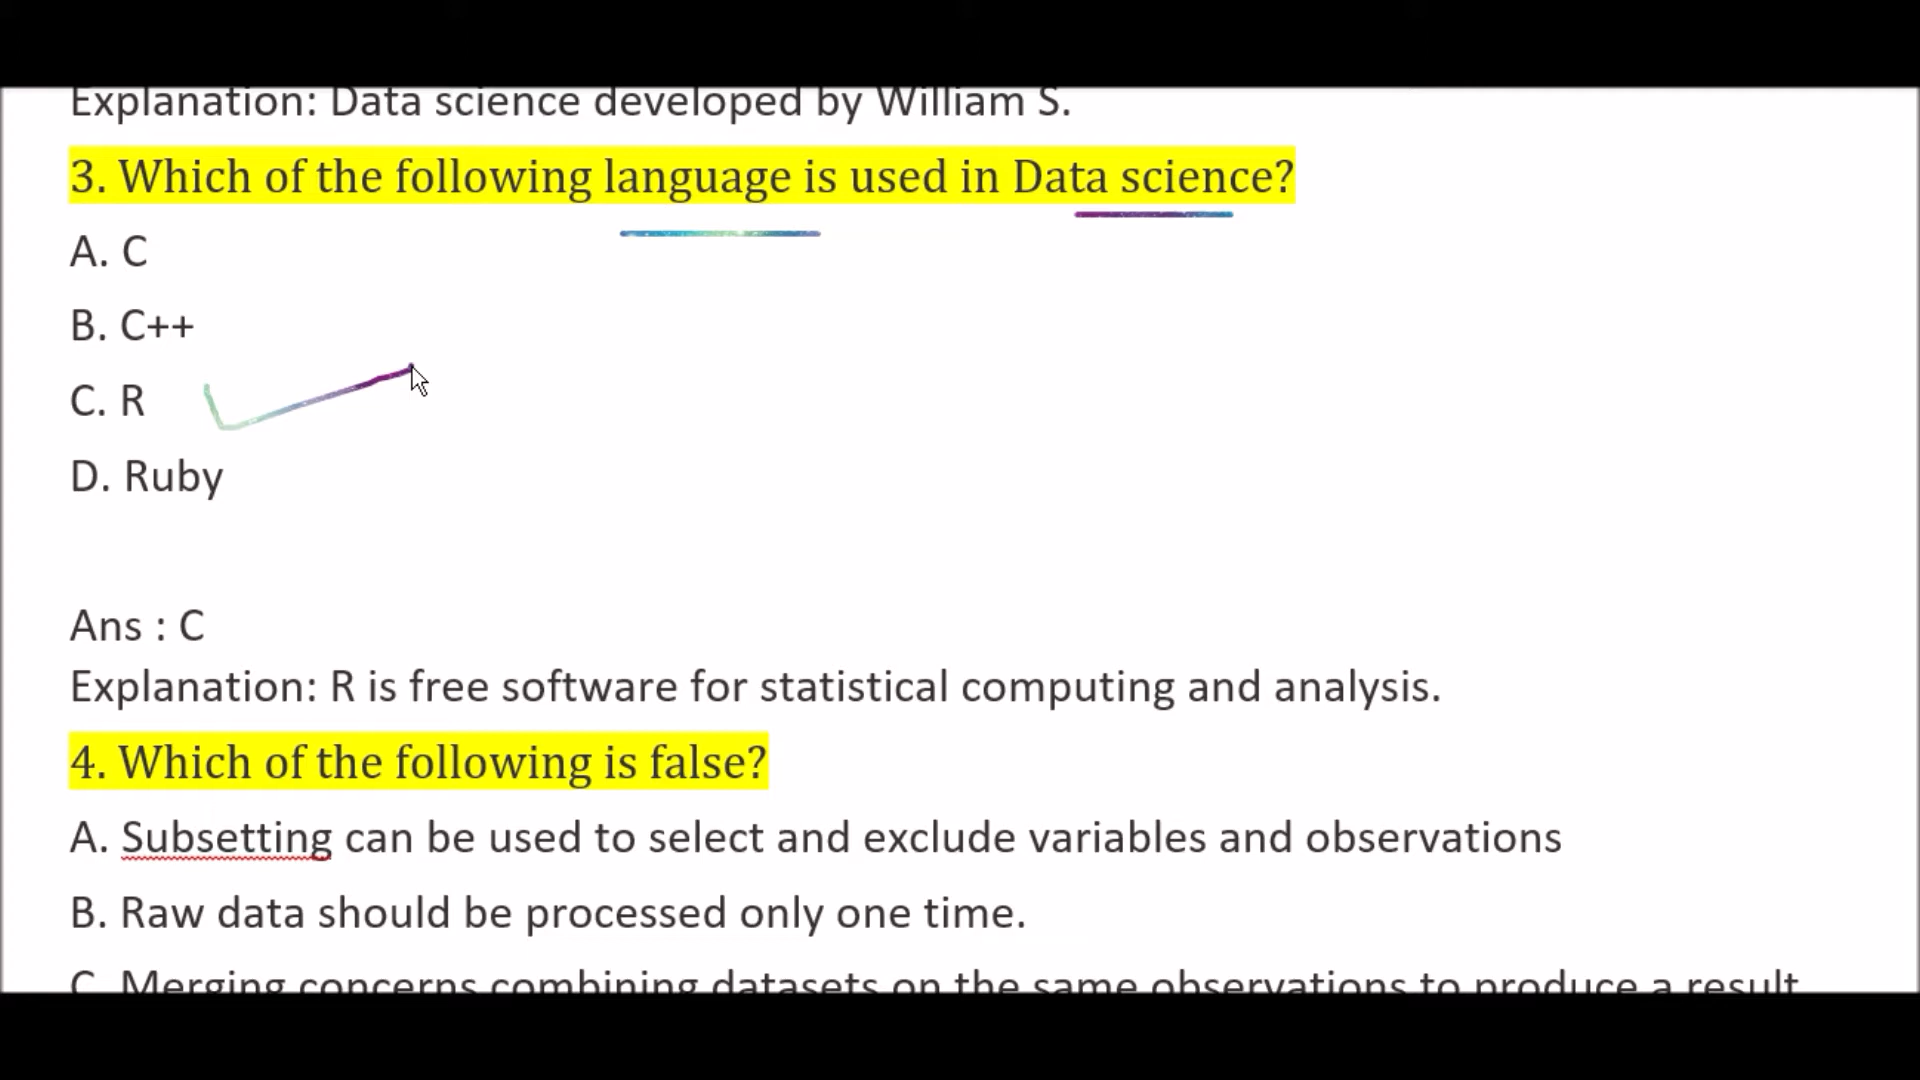 Explanation: Data science developed by William S.
3. Which of the following language is used in Data science?
A. C
B. C++
C. R
D. Ruby
Ans : C
Explanation: R is free software for statistical computing and analysis.
4. Which of the following is false?
A. Subsetting can be used to select and exclude variables and observations
B. Raw data should be processed only one time.
C. Merging concerns combining datasets on the same observations to produce a result